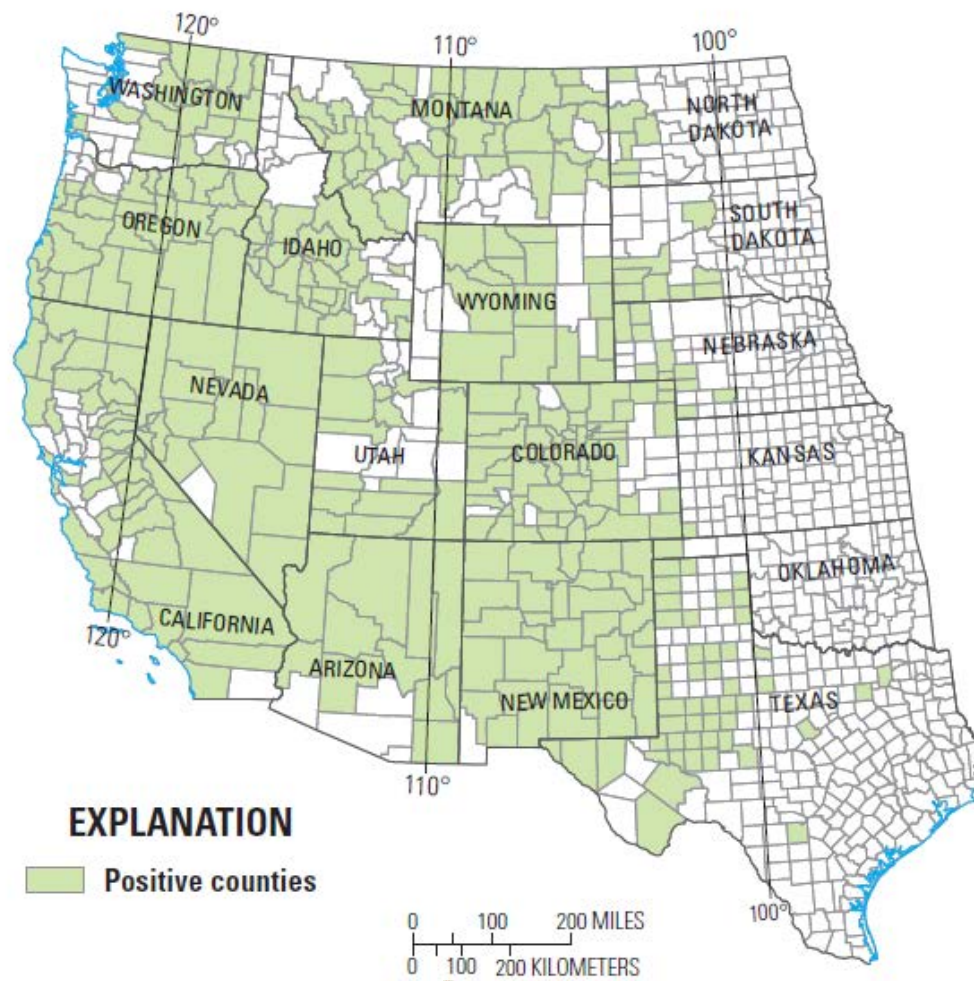 120°
110°
100°
WASHINGTON
MONTANA
NORTH
DAKOTA
OREGON
IDAHO
SOUTH
DAKOTA
WYOMING
NEBRASKA
NEVADA
UTAH
COLORADO
KANSAS
OKLAHOMA
CALIFORNIA
120°
ARIZONA
NEW MEXICO
TEXAS
110°
100°
EXPLANATION
Positive counties
0 100 200 MILES
0 100 200 KILOMETERS